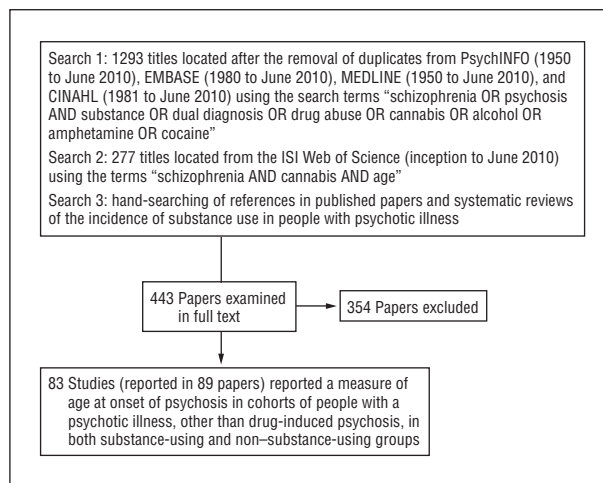 Search 1: 1293 titles located after the removal of duplicates from PsychINFO (1950
to June 2010), EMBASE (1980 to June 2010), MEDLINE (1950 to June 2010), and
CINAHL (1981 to June 2010) using the search terms “schizophrenia OR psychosis
AND substance OR dual diagnosis OR drug abuse OR cannabis OR alcohol OR
amphetamine OR cocaine”
Search 2: 277 titles located from the ISI Web of Science (inception to June 2010)
using the terms “schizophrenia AND cannabis AND age”
Search 3: hand-searching of references in published papers and systematic reviews
of the incidence of substance use in people with psychotic illness
443 Papers examined
in full text
354 Papers excluded
83 Studies (reported in 89 papers) reported a measure of
age at onset of psychosis in cohorts of people with a
psychotic illness, other than drug-induced psychosis, in
both substance-using and non–substance-using groups